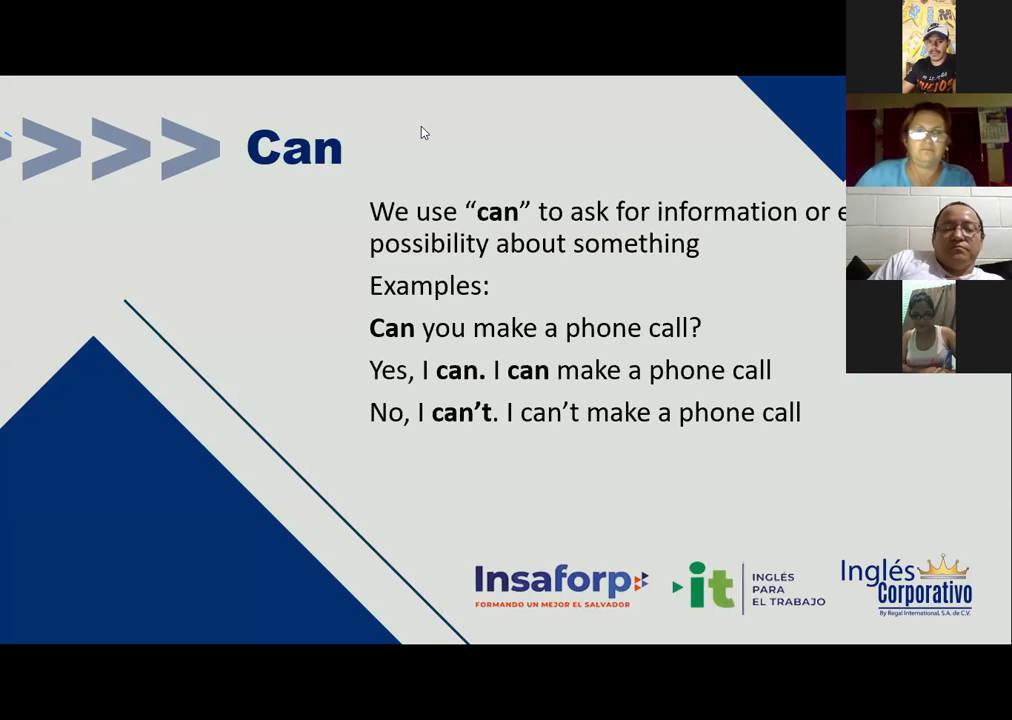 Can
We use “can” to ask for information or
possibility about something
Examples:
Can you make a phone call?
Yes, I can. I can make a phone call
No, I can’t. I can’t make a phone call
Insaforp
FORMANDO UN MEJOR EL SALVADOR
it
INGLÉS
PARA
EL TRABAJO
Inglés
Corporativo
By Regal International, S.A. de C.V.